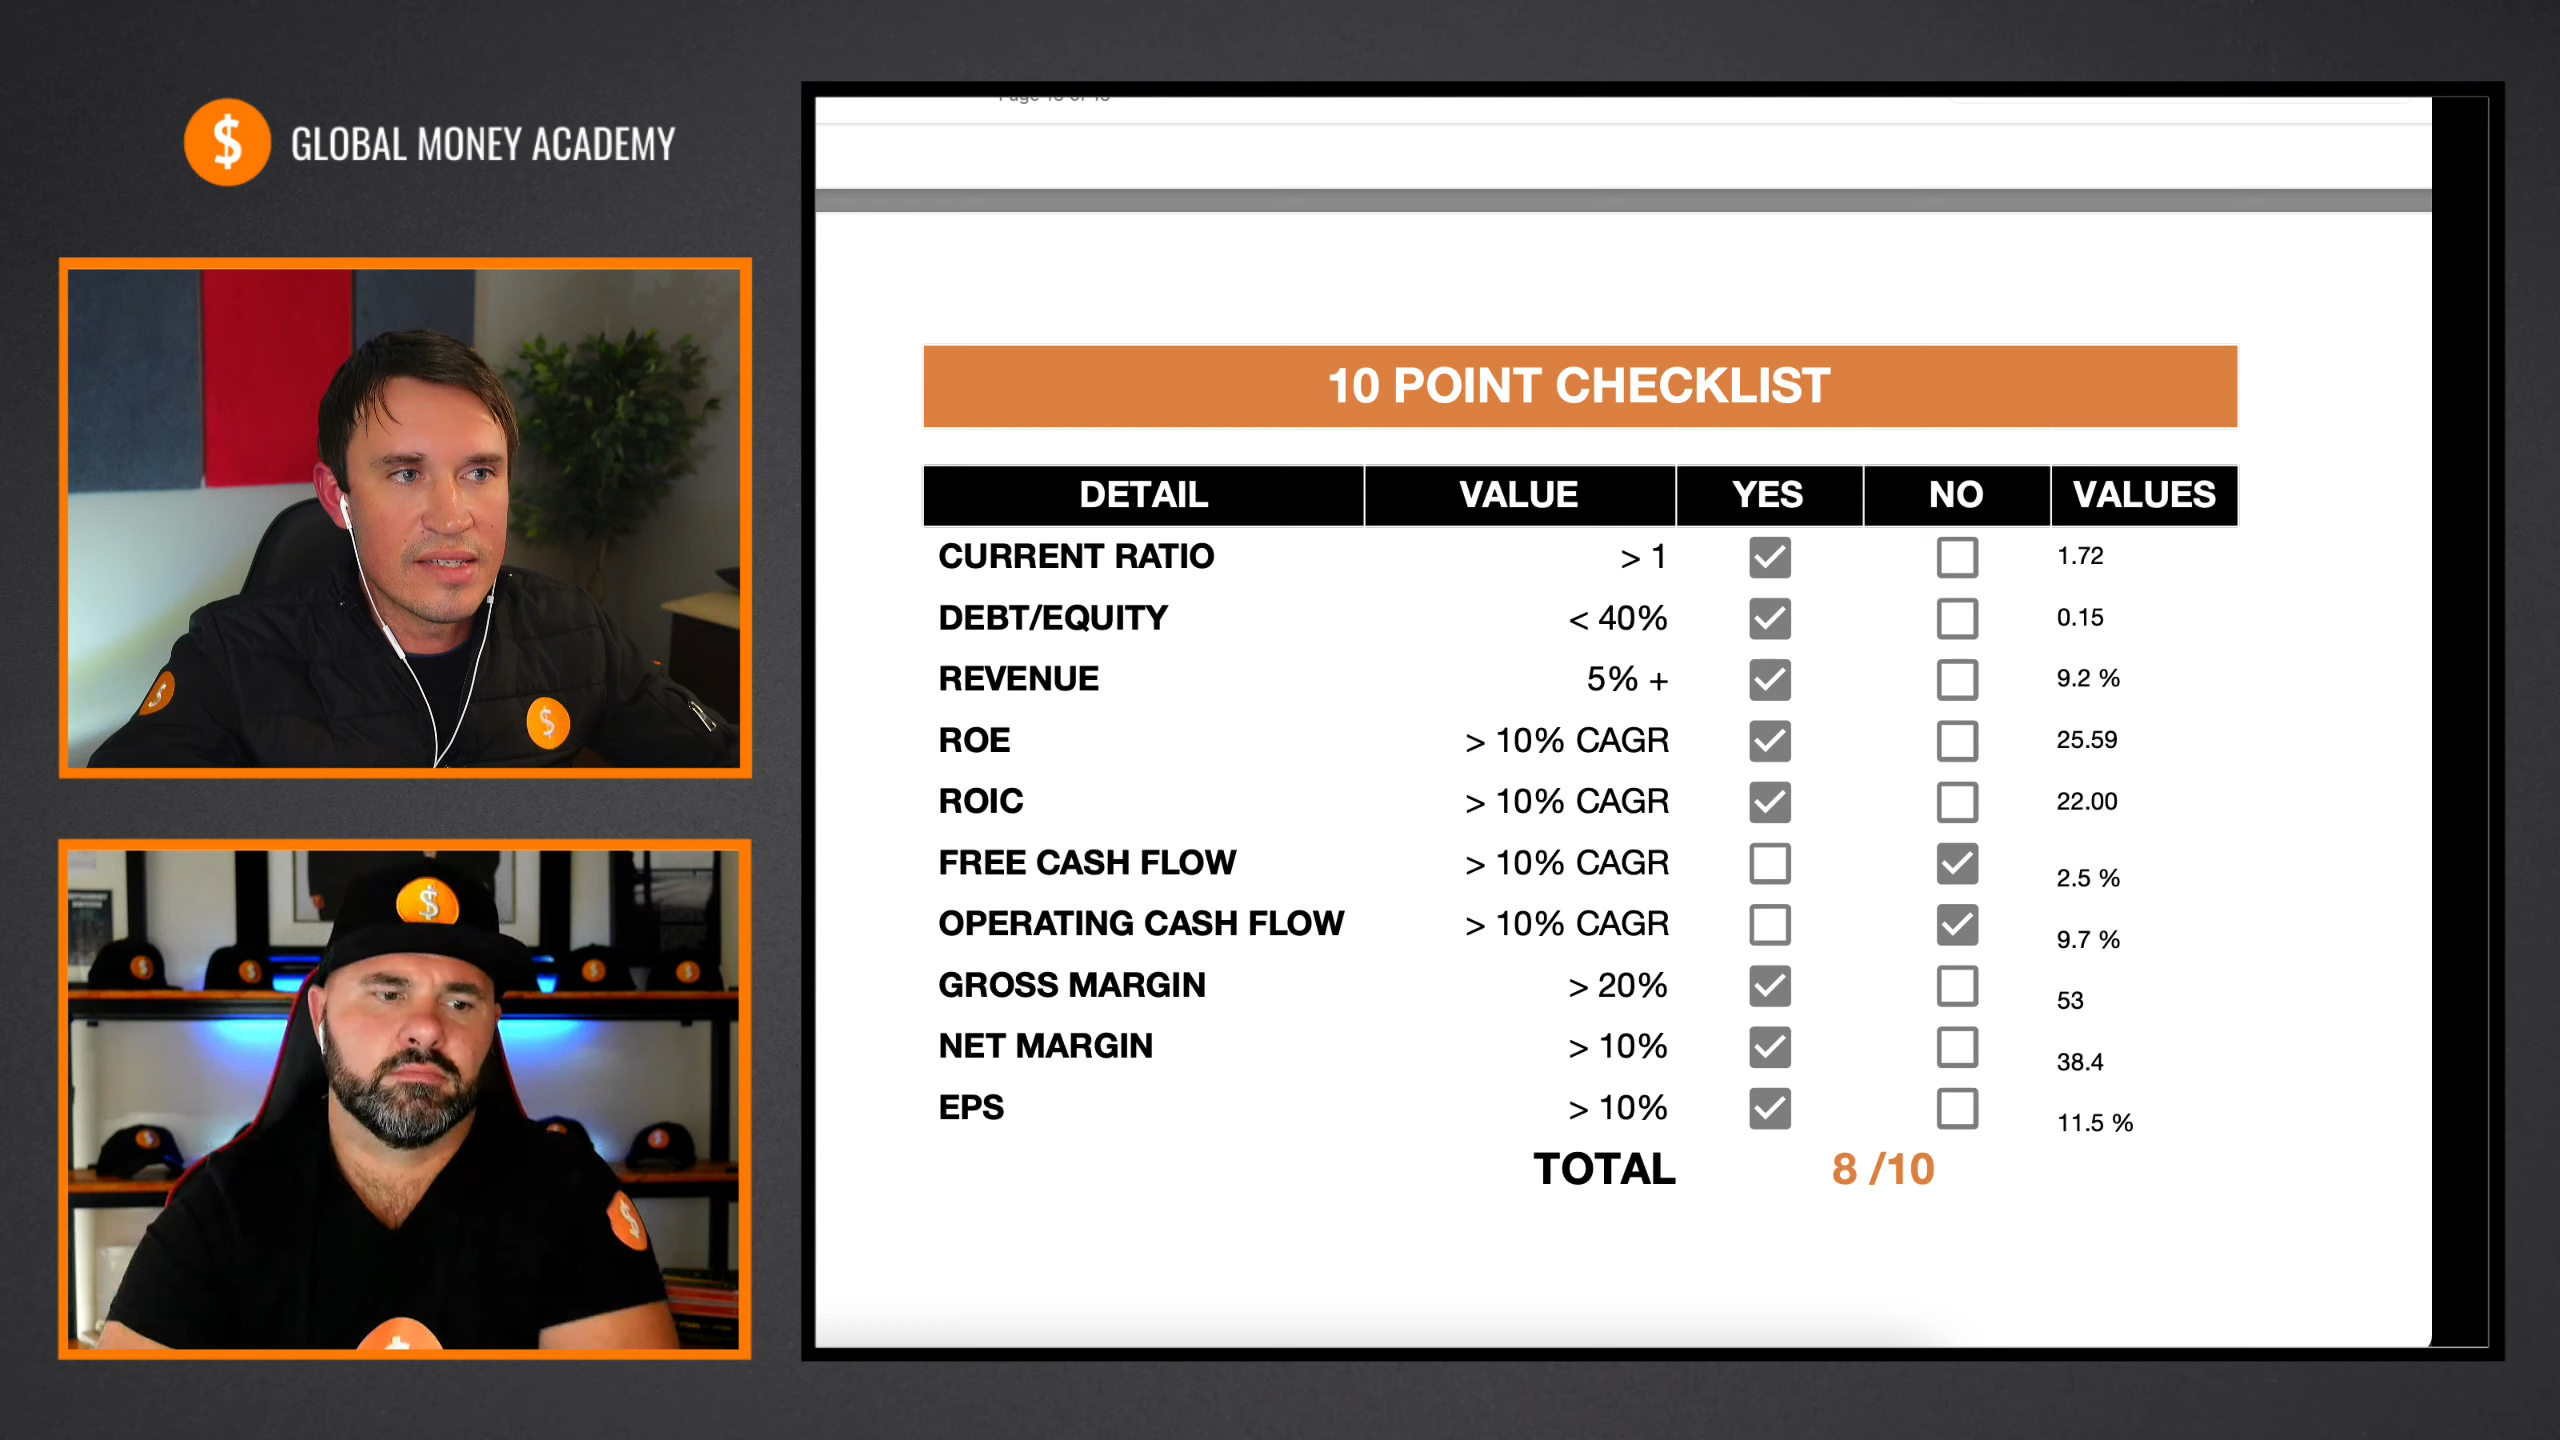 $ GLOBAL MONEY ACADEMY
10 POINT CHECKLIST
DETAIL VALUE YES NO VALUES
CURRENT RATIO > 1 1.72
DEBT/EQUITY < 40% 0.15
REVENUE 5% + 9.2 %
ROE > 10% CAGR 25.59
ROIC > 10% CAGR 22.00
FREE CASH FLOW > 10% CAGR 2.5 %
OPERATING CASH FLOW > 10% CAGR 9.7 %
GROSS MARGIN > 20% 53
NET MARGIN > 10% 38.4
EPS > 10% 11.5 %
TOTAL 8 /10